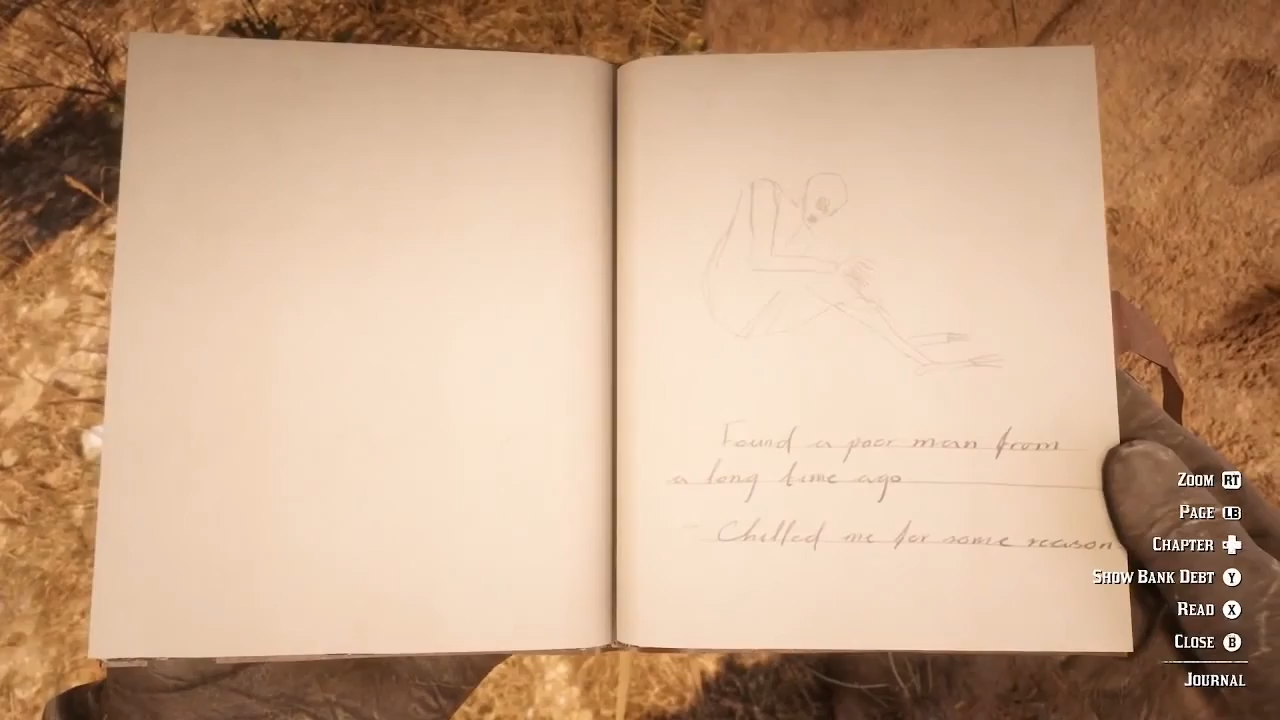 Found a poor man from
a long time ago
Chilled me for some reason
ZOOM RT
PAGE LB
CHAPTER
SHOW BANK DEBT Y
READ X
CLOSE B
JOURNAL